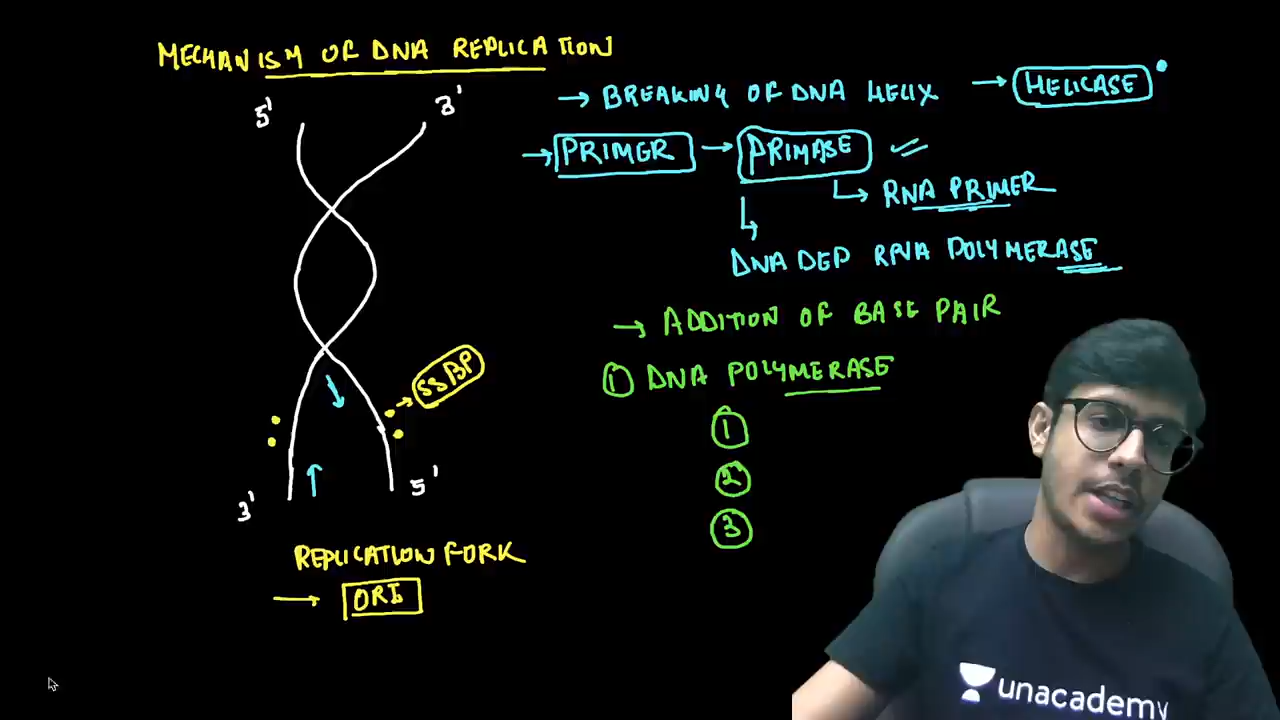 MECHANISM OF DNA REPLICATION
5' 3'
→ BREAKING OF DNA HELIX → HELICASE
→ PRIMER → PRIMASE
RNA PRIMER
DNA DEP RNA POLYMERASE
→ ADDITION OF BASE PAIR
① DNA POLYMERASE
①
②
③
SSBP
3' 5'
REPLICATION FORK
→ ORI
unacademy